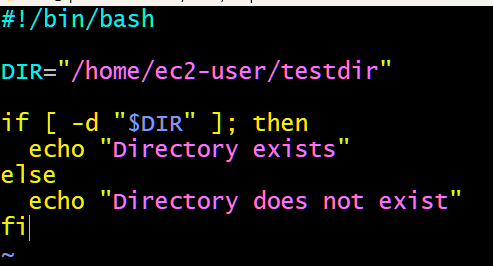 #!/bin/bash

DIR="/home/ec2-user/testdir"

if [ -d "$DIR" ]; then
  echo "Directory exists"
else
  echo "Directory does not exist"
fi
~